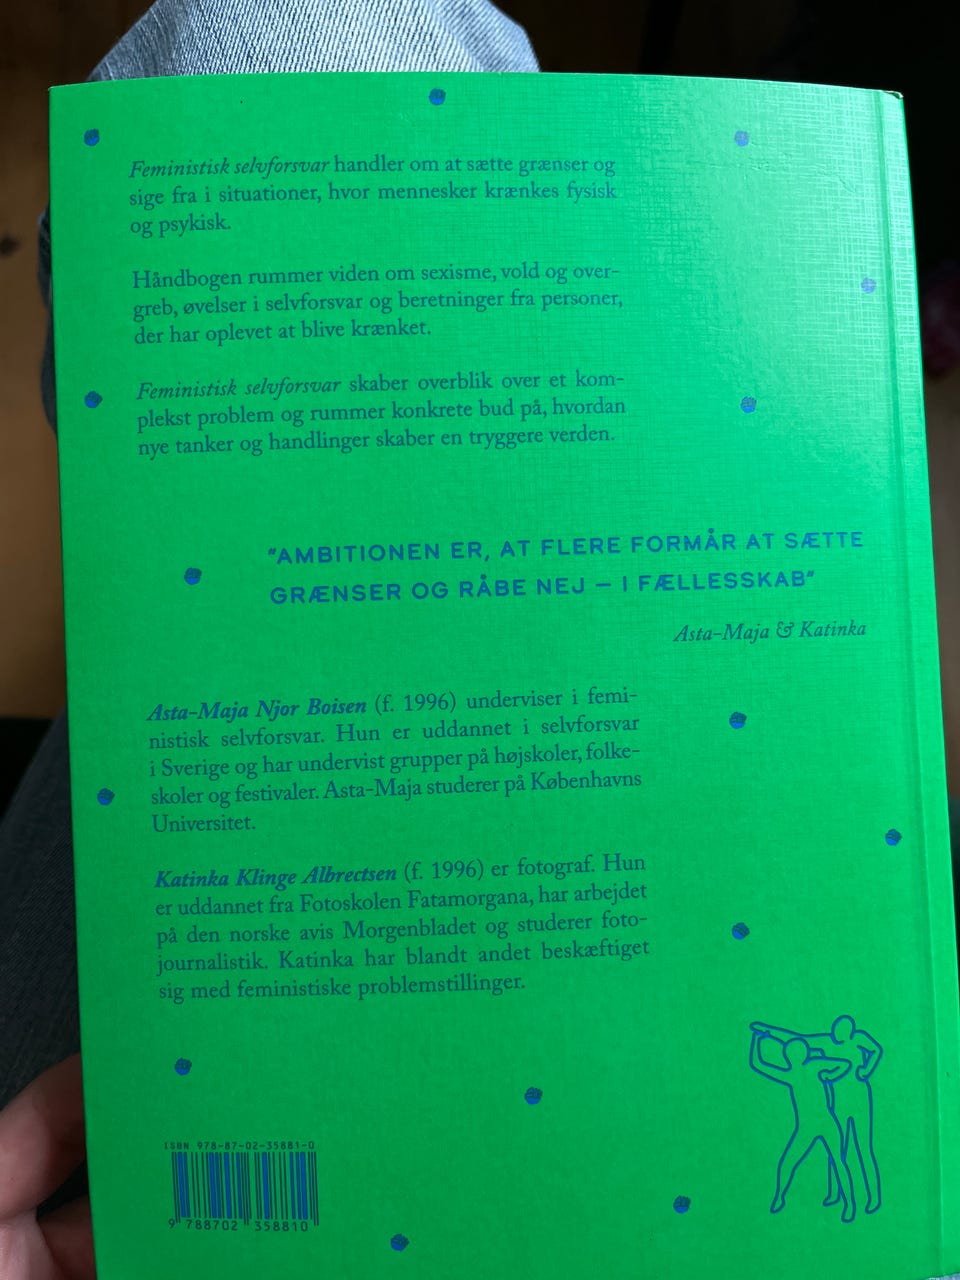 Feministisk selvforsvar handler om at sætte grænser og
sige fra i situationer, hvor mennesker krænkes fysisk
og psykisk.
Håndbogen rummer viden om sexisme, vold og over-
greb, øvelser i selvforsvar og beretninger fra personer,
der har oplevet at blive krænket.
Feministisk selvforsvar skaber overblik over et kom-
plekst problem og rummer konkrete bud på, hvordan
nye tanker og handlinger skaber en tryggere verden.
"AMBITIONEN ER, AT FLERE FORMÅR AT SÆTTE
GRÆNSER OG RÅBE NEJ – I FÆLLESSKAB"
Asta-Maja & Katinka
Asta-Maja Njor Boisen (f. 1996) underviser i femi-
nistisk selvforsvar. Hun er uddannet i selvforsvar
i Sverige og har undervist grupper på højskoler, folke-
skoler og festivaler. Asta-Maja studerer på Københavns
Universitet.
Katinka Klinge Albrectsen (f. 1996) er fotograf. Hun
er uddannet fra Fotoskolen Fatamorgana, har arbejdet
på den norske avis Morgenbladet og studerer foto-
journalistik. Katinka har blandt andet beskæftiget
sig med feministiske problemstillinger.
ISBN 978-87-02-35881-0
9 788702 358810